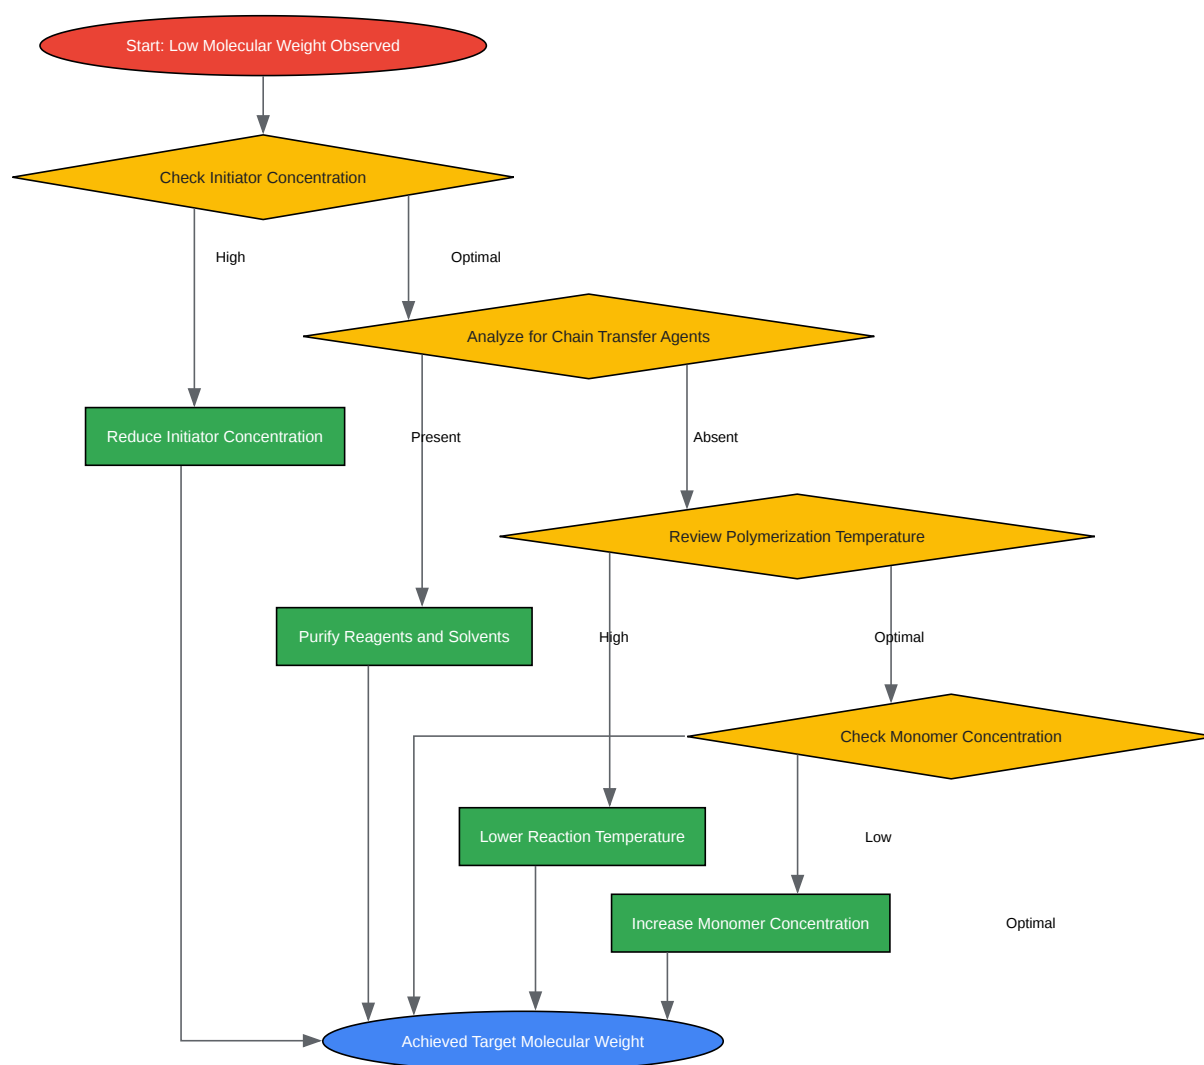 Start: Low Molecular Weight Observed
Check Initiator Concentration
High
Optimal
Analyze for Chain Transfer Agents
Reduce Initiator Concentration
Present
Absent
Review Polymerization Temperature
Purify Reagents and Solvents
High
Optimal
Check Monomer Concentration
Lower Reaction Temperature
Low
Increase Monomer Concentration
Optimal
Achieved Target Molecular Weight